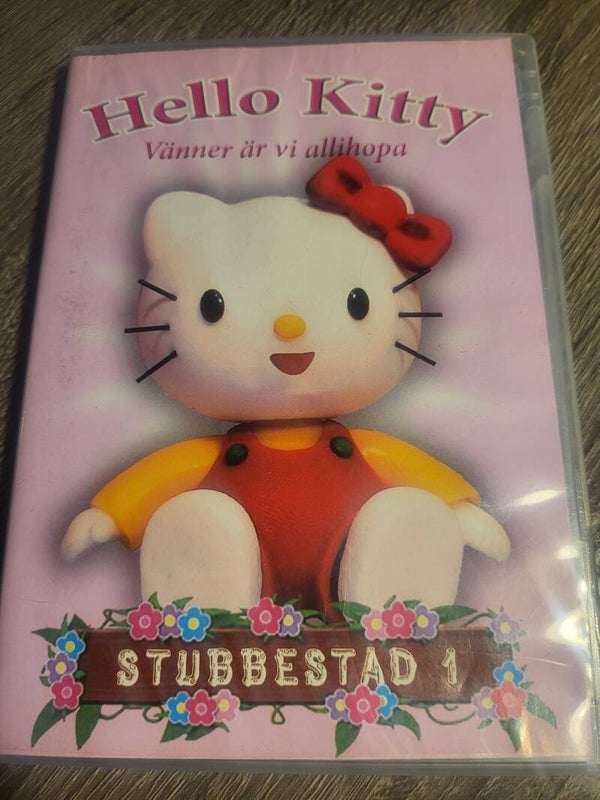 Hello Kitty
Vänner är vi allihopa
STUBBESTAD 1